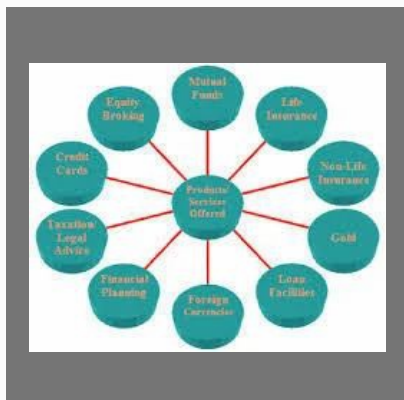 Mutual
Funds
Life
Insurance
Non-Life
Insurance
Gold
Loan
Facilities
Foreign
Currencies
Financial
Planning
Taxation/
Legal
Advice
Credit
Cards
Equity
Broking
Products/
Services
Offered